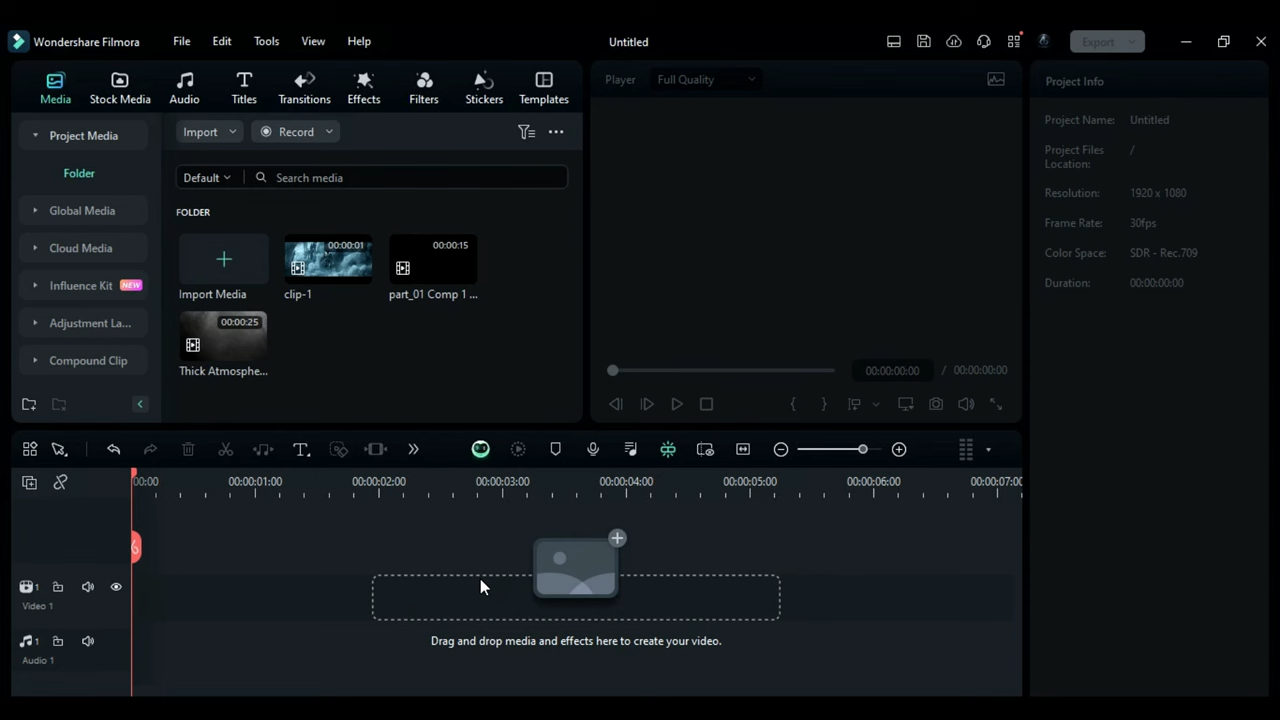 Wondershare Filmora
File
Edit
Tools
View
Help
Untitled
Export
Media
Stock Media
Audio
Titles
Transitions
Effects
Filters
Stickers
Templates
Player
Full Quality
Project Info
Project Media
Import
Record
Project Name: Untitled
Project Files Location: /
Folder
Default
Search media
Resolution: 1920 x 1080
Global Media
FOLDER
Frame Rate: 30fps
Cloud Media
00:00:01
00:00:15
Color Space: SDR - Rec.709
Influence Kit NEW
Import Media
clip-1
part_01 Comp 1 ...
Duration: 00:00:00:00
Adjustment La...
00:00:25
Compound Clip
Thick Atmosphe...
00:00:00:00 / 00:00:00:00
00:00
00:00:01:00
00:00:02:00
00:00:03:00
00:00:04:00
00:00:05:00
00:00:06:00
00:00:07:00
1
Video 1
Drag and drop media and effects here to create your video.
1
Audio 1